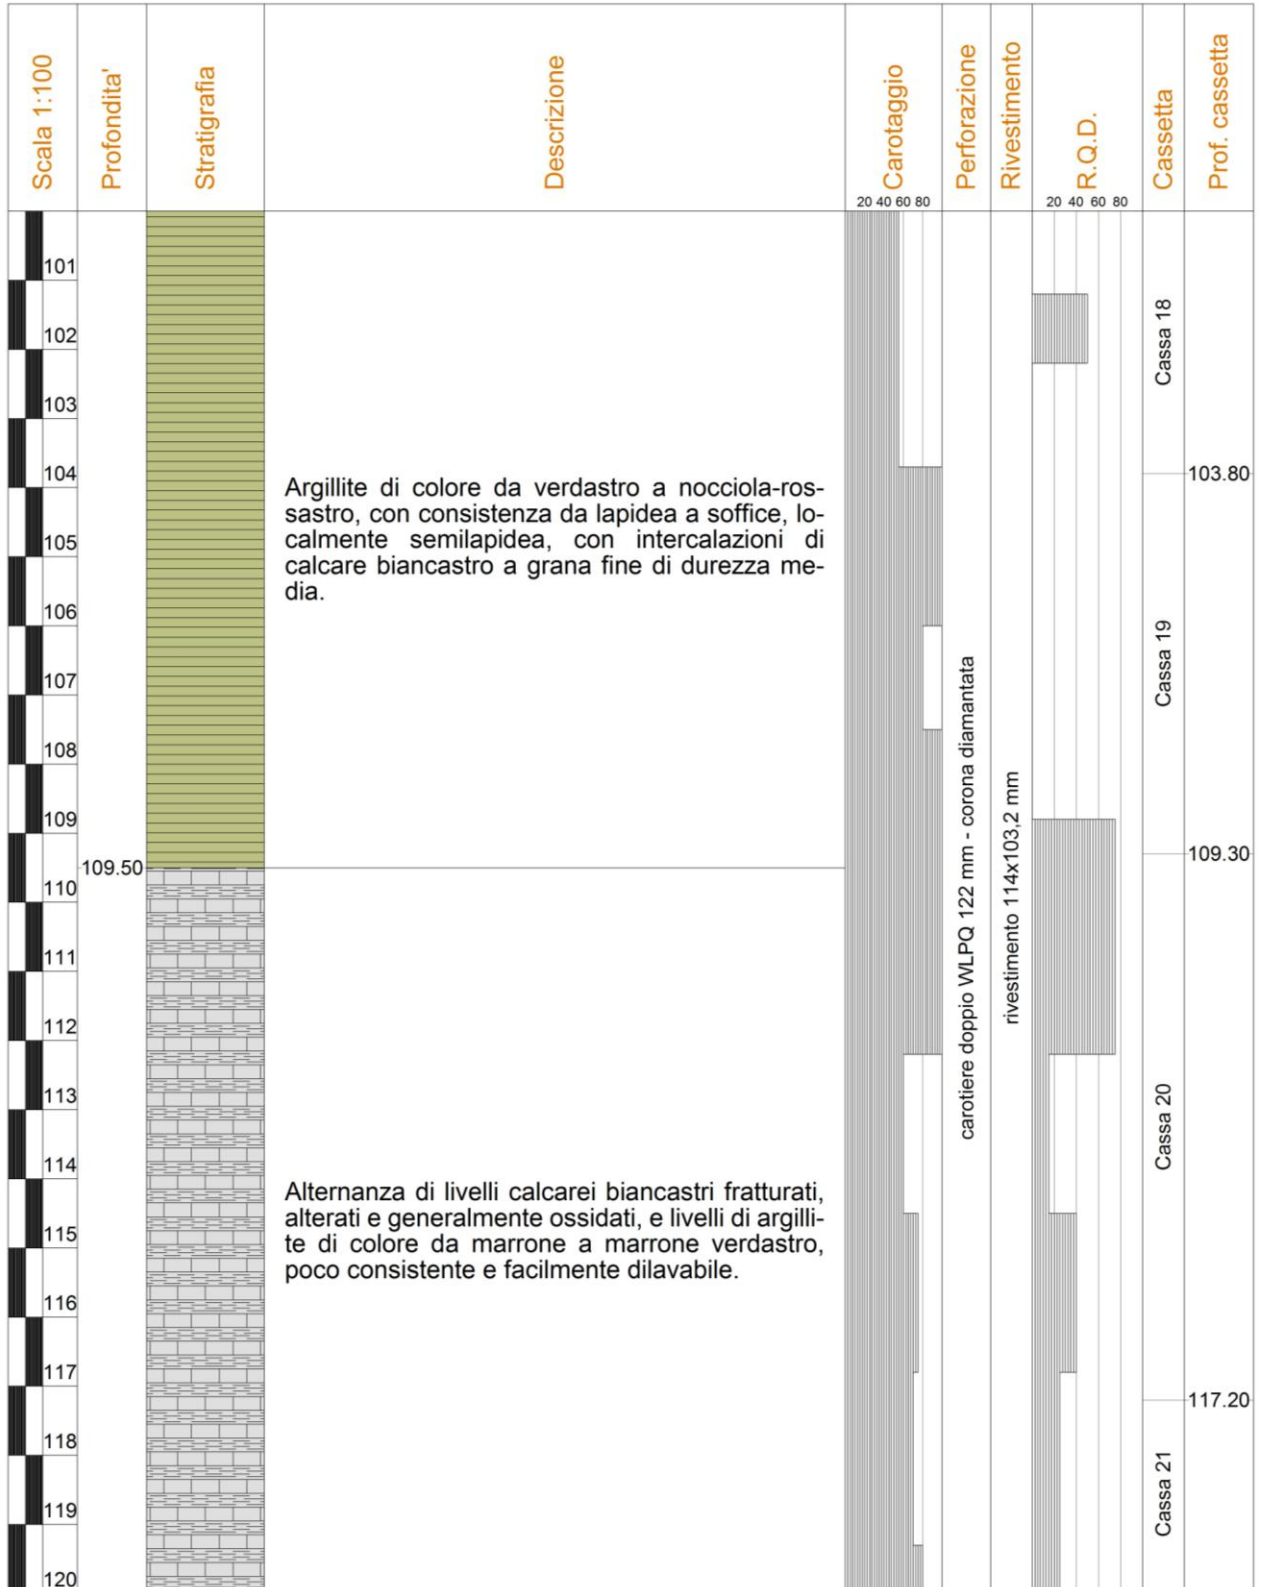 Scala 1:100
Profondita'
Stratigrafia
Descrizione
Carotaggio
Perforazione
Rivestimento
R.Q.D.
Cassetta
Prof. cassetta
20 40 60 80
20 40 60 80
101
102
103
104
105
106
107
108
109
110
111
112
113
114
115
116
117
118
119
120
109.50
Argillite di colore da verdastro a nocciola-ros-
sastro, con consistenza da lapidea a soffice, lo-
calmente semilapidea, con intercalazioni di
calcare biancastro a grana fine di durezza me-
dia.
Alternanza di livelli calcarei biancastri fratturati,
alterati e generalmente ossidati, e livelli di argilli-
te di colore da marrone a marrone verdastro,
poco consistente e facilmente dilavabile.
carotiere doppio WLPQ 122 mm - corona diamantata
rivestimento 114x103,2 mm
Cassa 18
Cassa 19
Cassa 20
Cassa 21
103.80
109.30
117.20